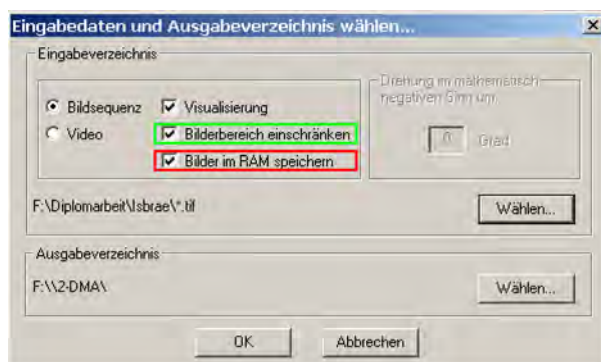 Eingabedaten und Ausgabeverzeichnis wählen...
Eingabeverzeichnis
Bildsequenz
Visualisierung
Video
Bilderbereich einschränken
Bilder im RAM speichern
Drehung im mathematisch
negativen Sinn um:
0 Grad
F:\Diplomarbeit\Isbrae\*.tif
Wählen...
Ausgabeverzeichnis
F:\\2-DMA\
Wählen...
OK
Abbrechen